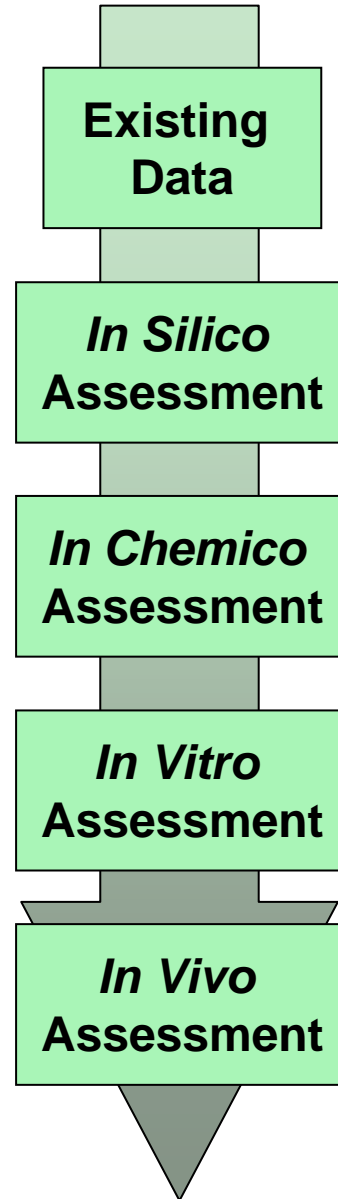 Existing
Data
In Silico
Assessment
In Chemico
Assessment
In Vitro
Assessment
In Vivo
Assessment